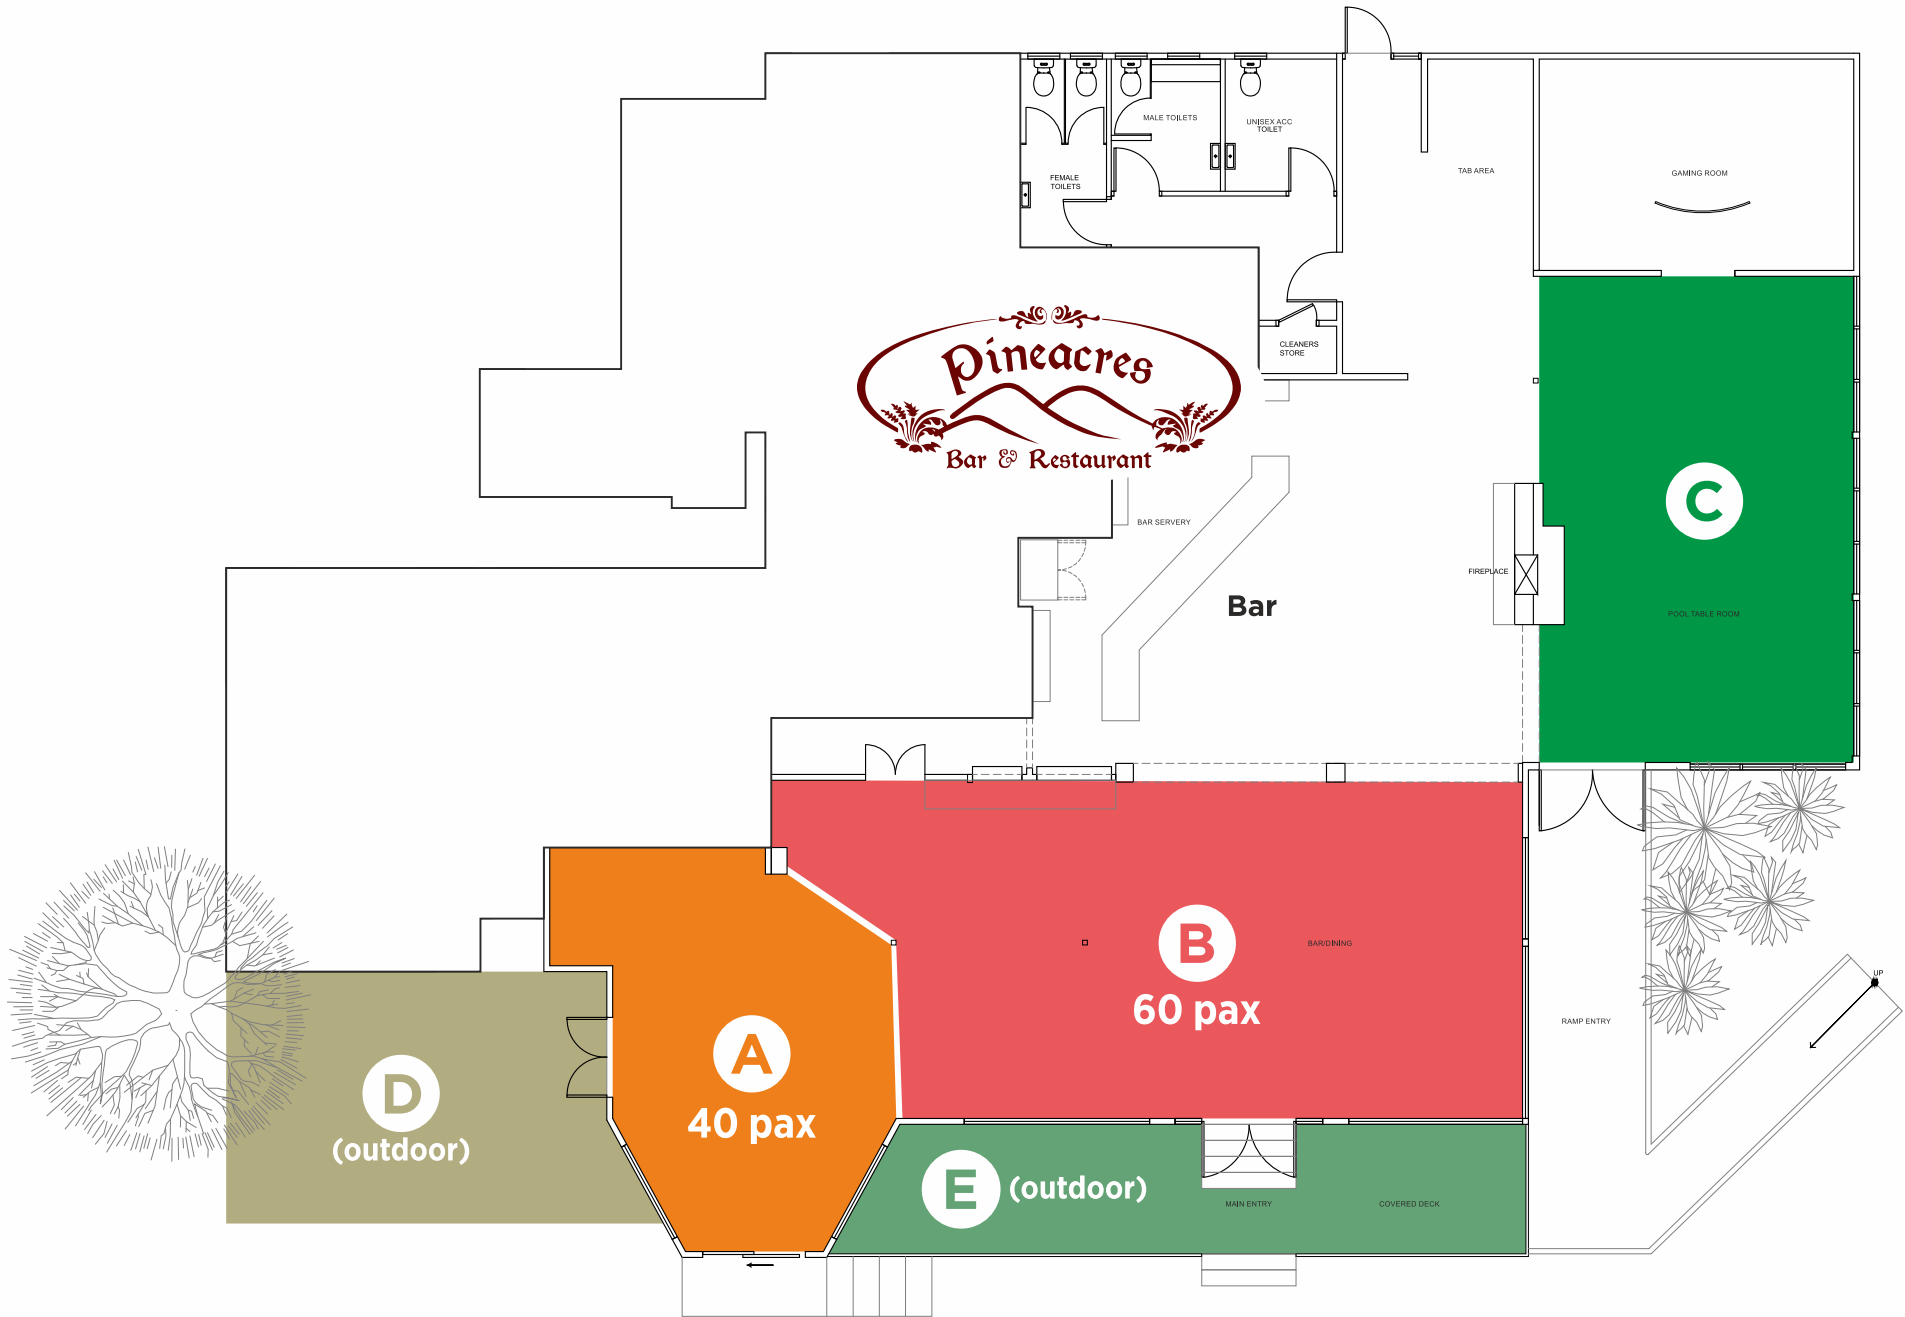 MALE TOILETS
UNISEX ACC
TOILET
FEMALE
TOILETS
TAB AREA
GAMING ROOM
Pineacres
Bar & Restaurant
CLEANERS
STORE
BAR SERVERY
Bar
FIREPLACE
C
POOL TABLE ROOM
B
60 pax
BAR/DINING
A
40 pax
D
(outdoor)
E (outdoor)
MAIN ENTRY
COVERED DECK
RAMP ENTRY
UP